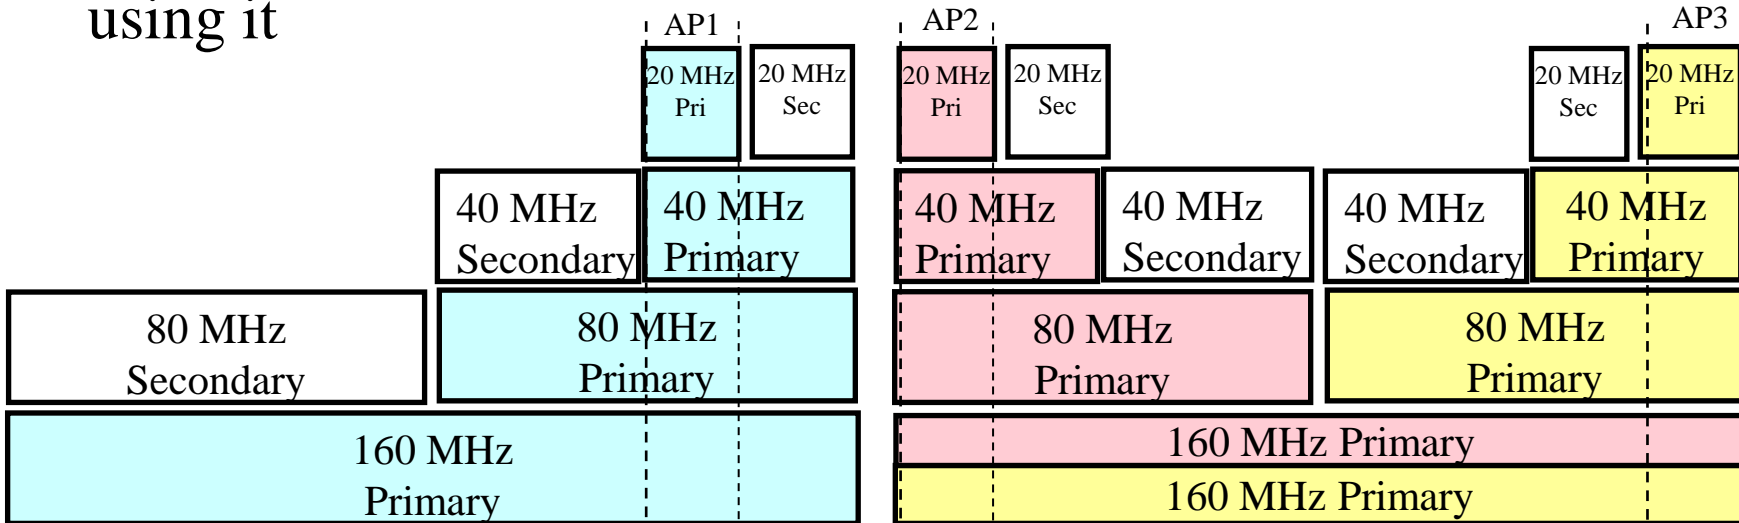 using it
AP1
AP2
AP3
20 MHz
Pri
20 MHz
Sec
20 MHz
Pri
20 MHz
Sec
20 MHz
Sec
20 MHz
Pri
40 MHz
Secondary
40 MHz
Primary
40 MHz
Primary
40 MHz
Secondary
40 MHz
Secondary
40 MHz
Primary
80 MHz
Secondary
80 MHz
Primary
80 MHz
Primary
80 MHz
Primary
160 MHz
Primary
160 MHz Primary
160 MHz Primary